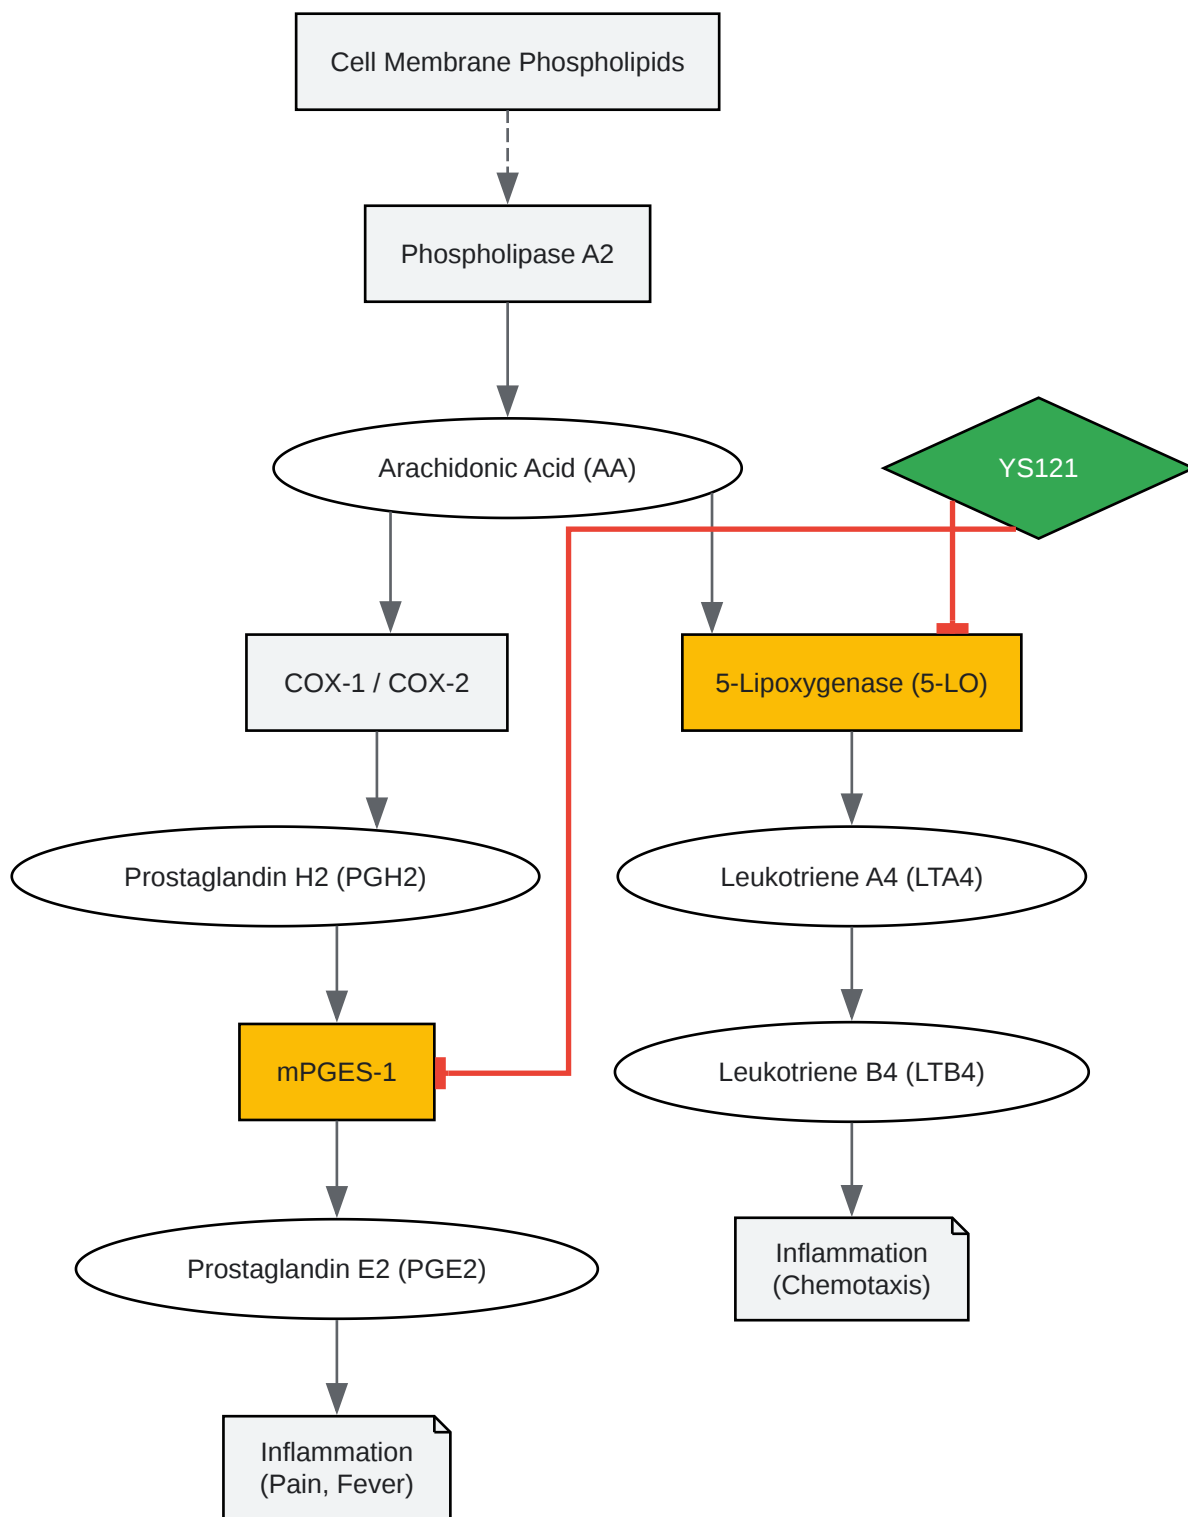 Cell Membrane Phospholipids
Phospholipase A2
Arachidonic Acid (AA)
YS121
COX-1 / COX-2
5-Lipoxygenase (5-LO)
Prostaglandin H2 (PGH2)
Leukotriene A4 (LTA4)
mPGES-1
Leukotriene B4 (LTB4)
Prostaglandin E2 (PGE2)
Inflammation
(Chemotaxis)
Inflammation
(Pain, Fever)